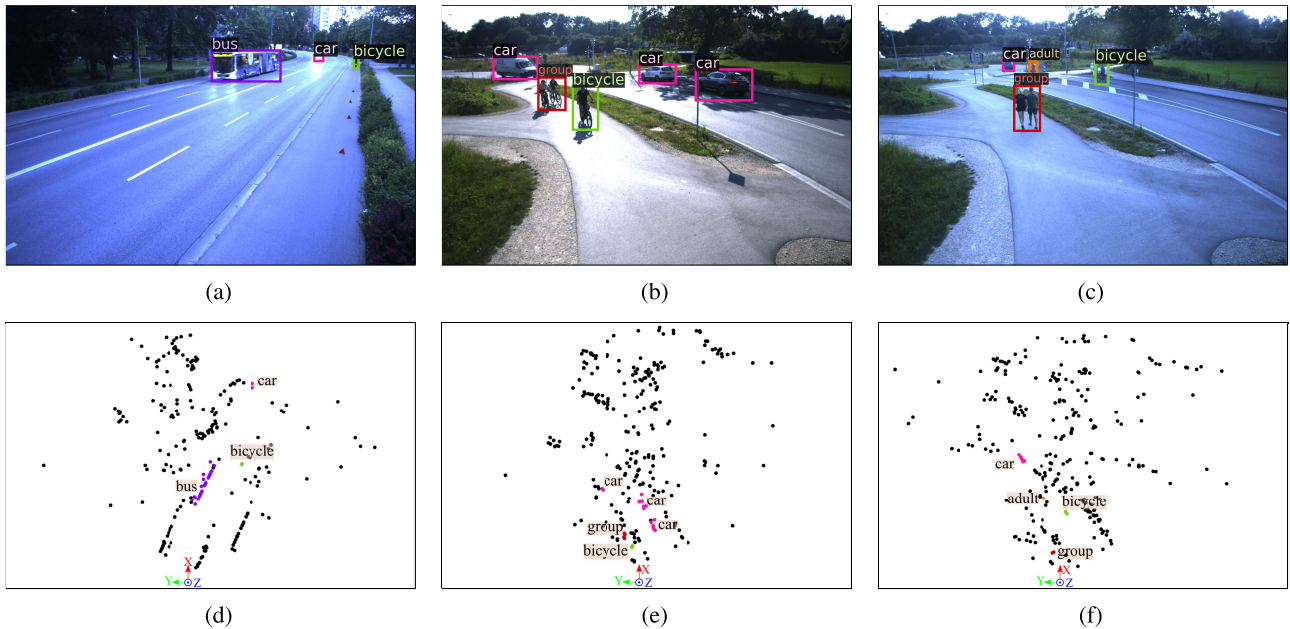 bus
car
bicycle
(a)
car
group
bicycle
car
car
(b)
car
adult
bicycle
group
(c)
car
bicycle
bus
X
Y
Z
(d)
car
car
car
group
bicycle
X
Y
Z
(e)
car
adult
bicycle
group
X
Y
Z
(f)